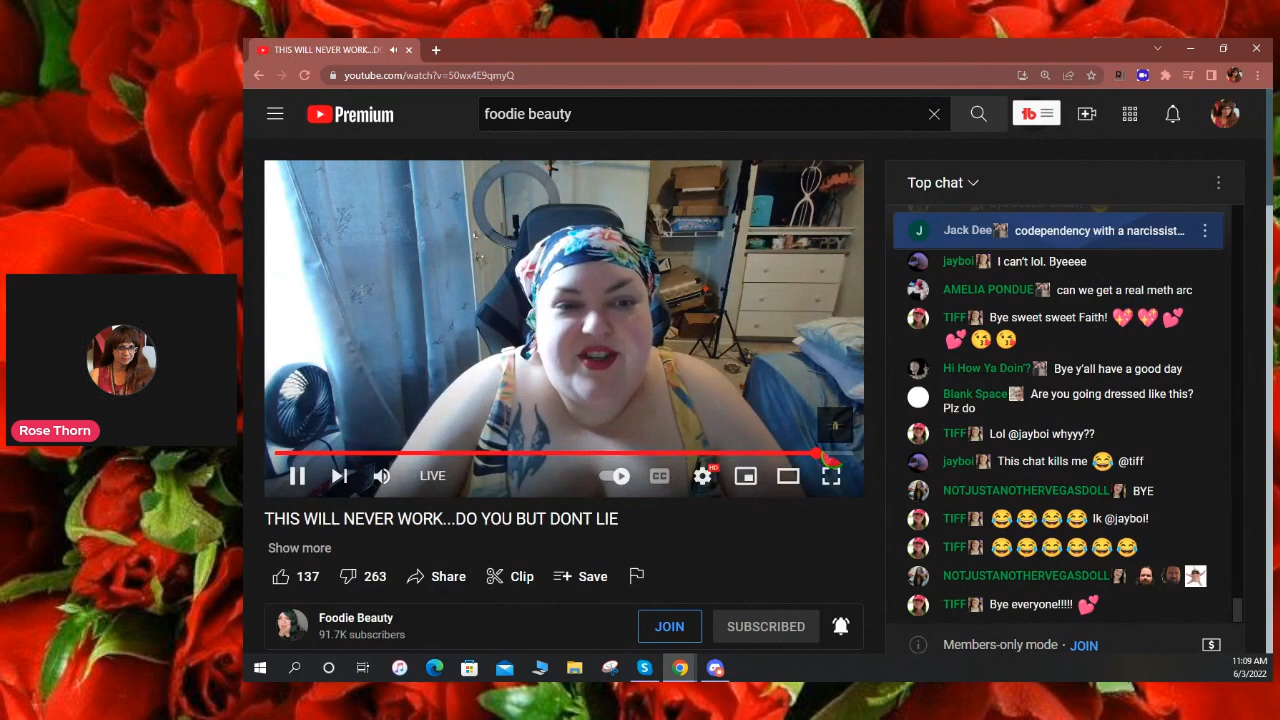 THIS WILL NEVER WORK...DO
youtube.com/watch?v=50wx4E9qmyQ
Premium
foodie beauty
tb
Top chat
J
Jack Dee codependency with a narcissist...
jayboi I can't lol. Byeeee
AMELIA PONDUE can we get a real meth arc
TIFF Bye sweet sweet Faith! 💖 💖 💕
💕 😘 😘
Hi How Ya Doin'? Bye y'all have a good day
Blank Space Are you going dressed like this?
Plz do
TIFF Lol @jayboi whyyy??
jayboi This chat kills me 😂 @tiff
NOTJUSTANOTHERVEGASDOLL BYE
TIFF 😂 😂 😂 😂 Ik @jayboi!
TIFF 😂 😂 😂 😂 😂 😂
NOTJUSTANOTHERVEGASDOLL
TIFF Bye everyone!!!!! 💕
Members-only mode · JOIN
Rose Thorn
LIVE
CC
HD
THIS WILL NEVER WORK...DO YOU BUT DONT LIE
Show more
137 263 Share Clip Save
Foodie Beauty
91.7K subscribers
JOIN SUBSCRIBED
11:09 AM
6/3/2022